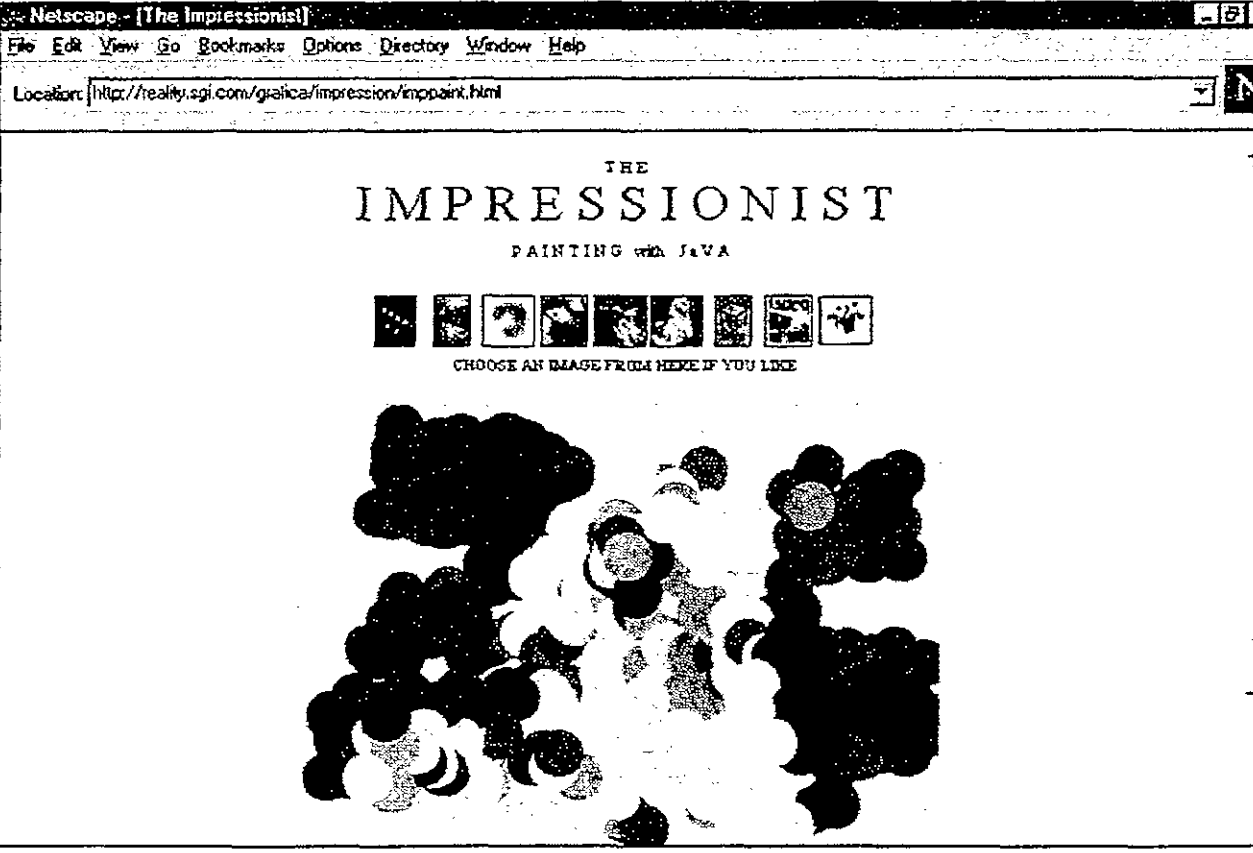 Netscape - [The Impressionist]
File Edit View Go Bookmarks Options Directory Window Help
Location: http://reality.sgi.com/grafica/impression/imppaint.html
N
THE
IMPRESSIONIST
PAINTING with JaVA
CHOOSE AN IMAGE FROM HERE IF YOU LIKE